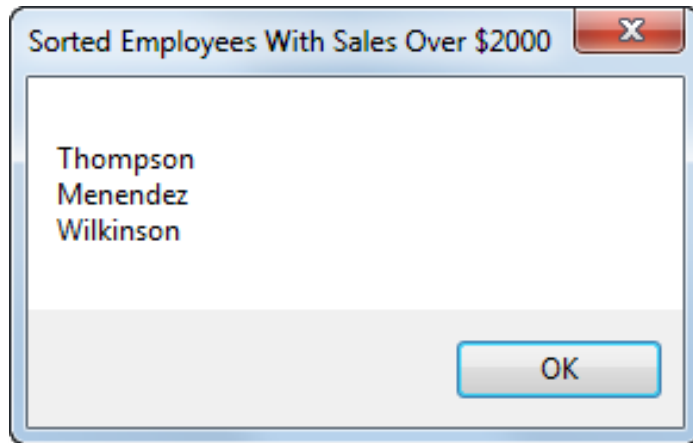 Sorted Employees With Sales Over $2000
Thompson
Menendez
Wilkinson
OK